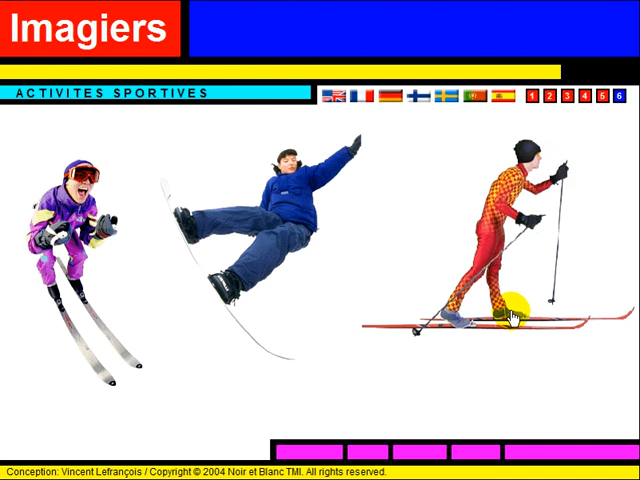 Imagiers
ACTIVITES SPORTIVES
1 2 3 4 5 6
Conception: Vincent Lefrançois / Copyright © 2004 Noir et Blanc TMI. All rights reserved.